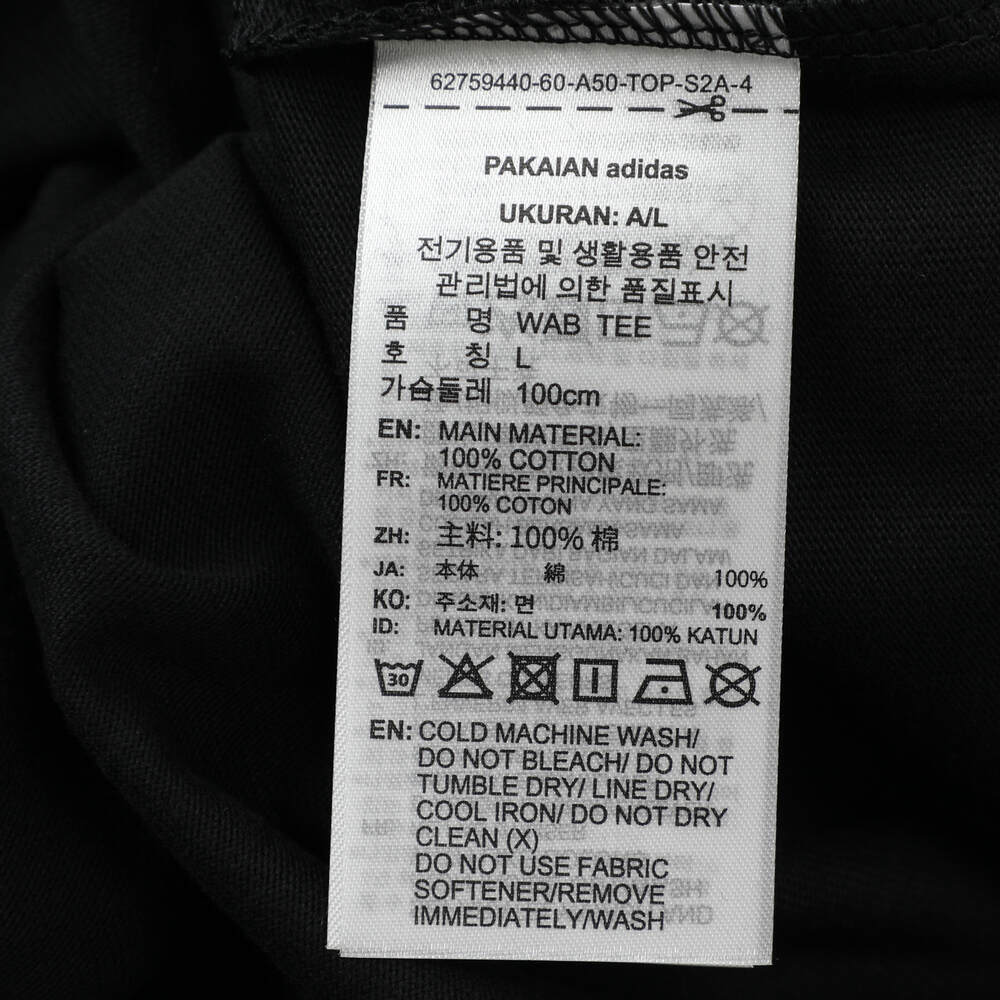 62759440-60-A50-TOP-S2A-4
PAKAIAN adidas
UKURAN: A/L
전기용품 및 생활용품 안전
관리법에 의한 품질표시
품 명 WAB TEE
호 칭 L
가슴둘레 100cm
EN: MAIN MATERIAL:
100% COTTON
FR: MATIERE PRINCIPALE:
100% COTON
ZH: 主料: 100% 棉
JA: 本体 綿 100%
KO: 주소재: 면 100%
ID: MATERIAL UTAMA: 100% KATUN
30
EN: COLD MACHINE WASH/
DO NOT BLEACH/ DO NOT
TUMBLE DRY/ LINE DRY/
COOL IRON/ DO NOT DRY
CLEAN (X)
DO NOT USE FABRIC
SOFTENER/REMOVE
IMMEDIATELY/WASH